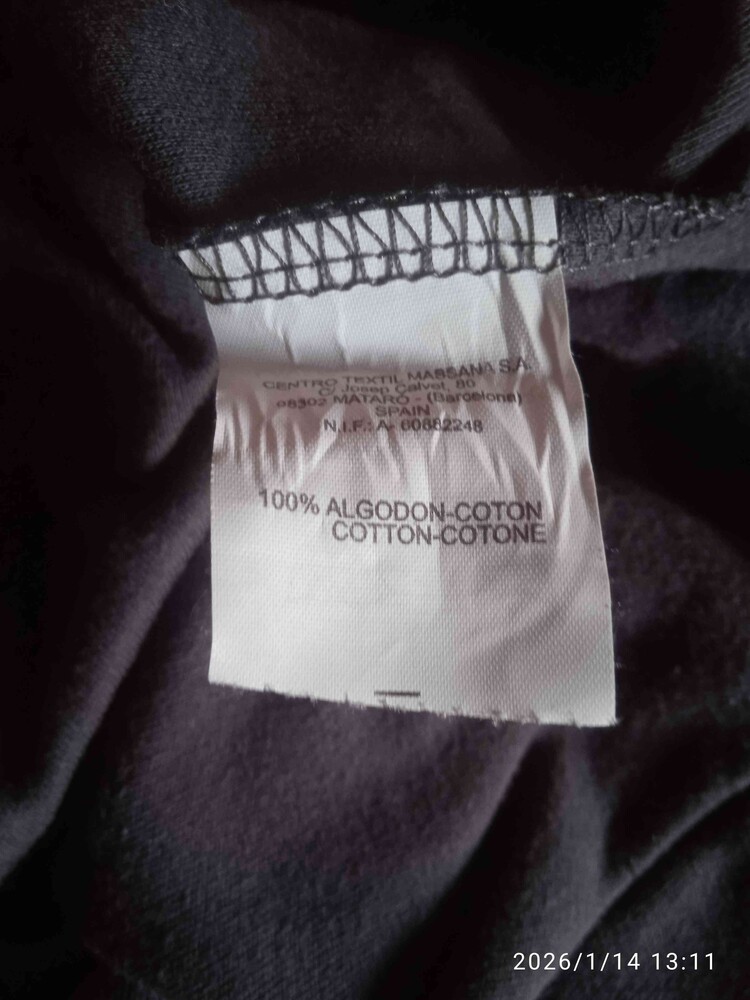 CENTRO TEXTIL MASSANA S.A.
C/ Josep Calvet, 80
08302 MATARÓ - (Barcelona)
SPAIN
N.I.F.: A- 60882248
100% ALGODON-COTON
COTTON-COTONE
2026/1/14 13:11